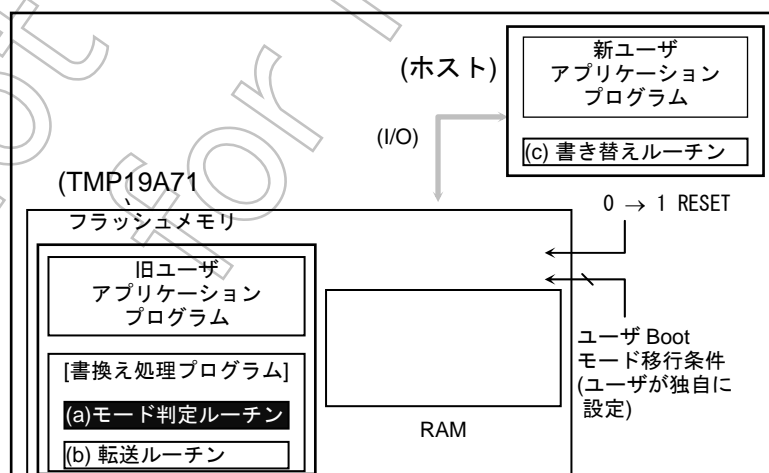 (ホスト)
新ユーザ
アプリケーション
プログラム
(I/O)
(c) 書き替えルーチン
(TMP19A71
フラッシュメモリ
0 → 1 RESET
旧ユーザ
アプリケーション
プログラム
[書換え処理プログラム]
(a)モード判定ルーチン
(b) 転送ルーチン
RAM
ユーザ Boot
モード移行条件
(ユーザが独自に
設定)
for